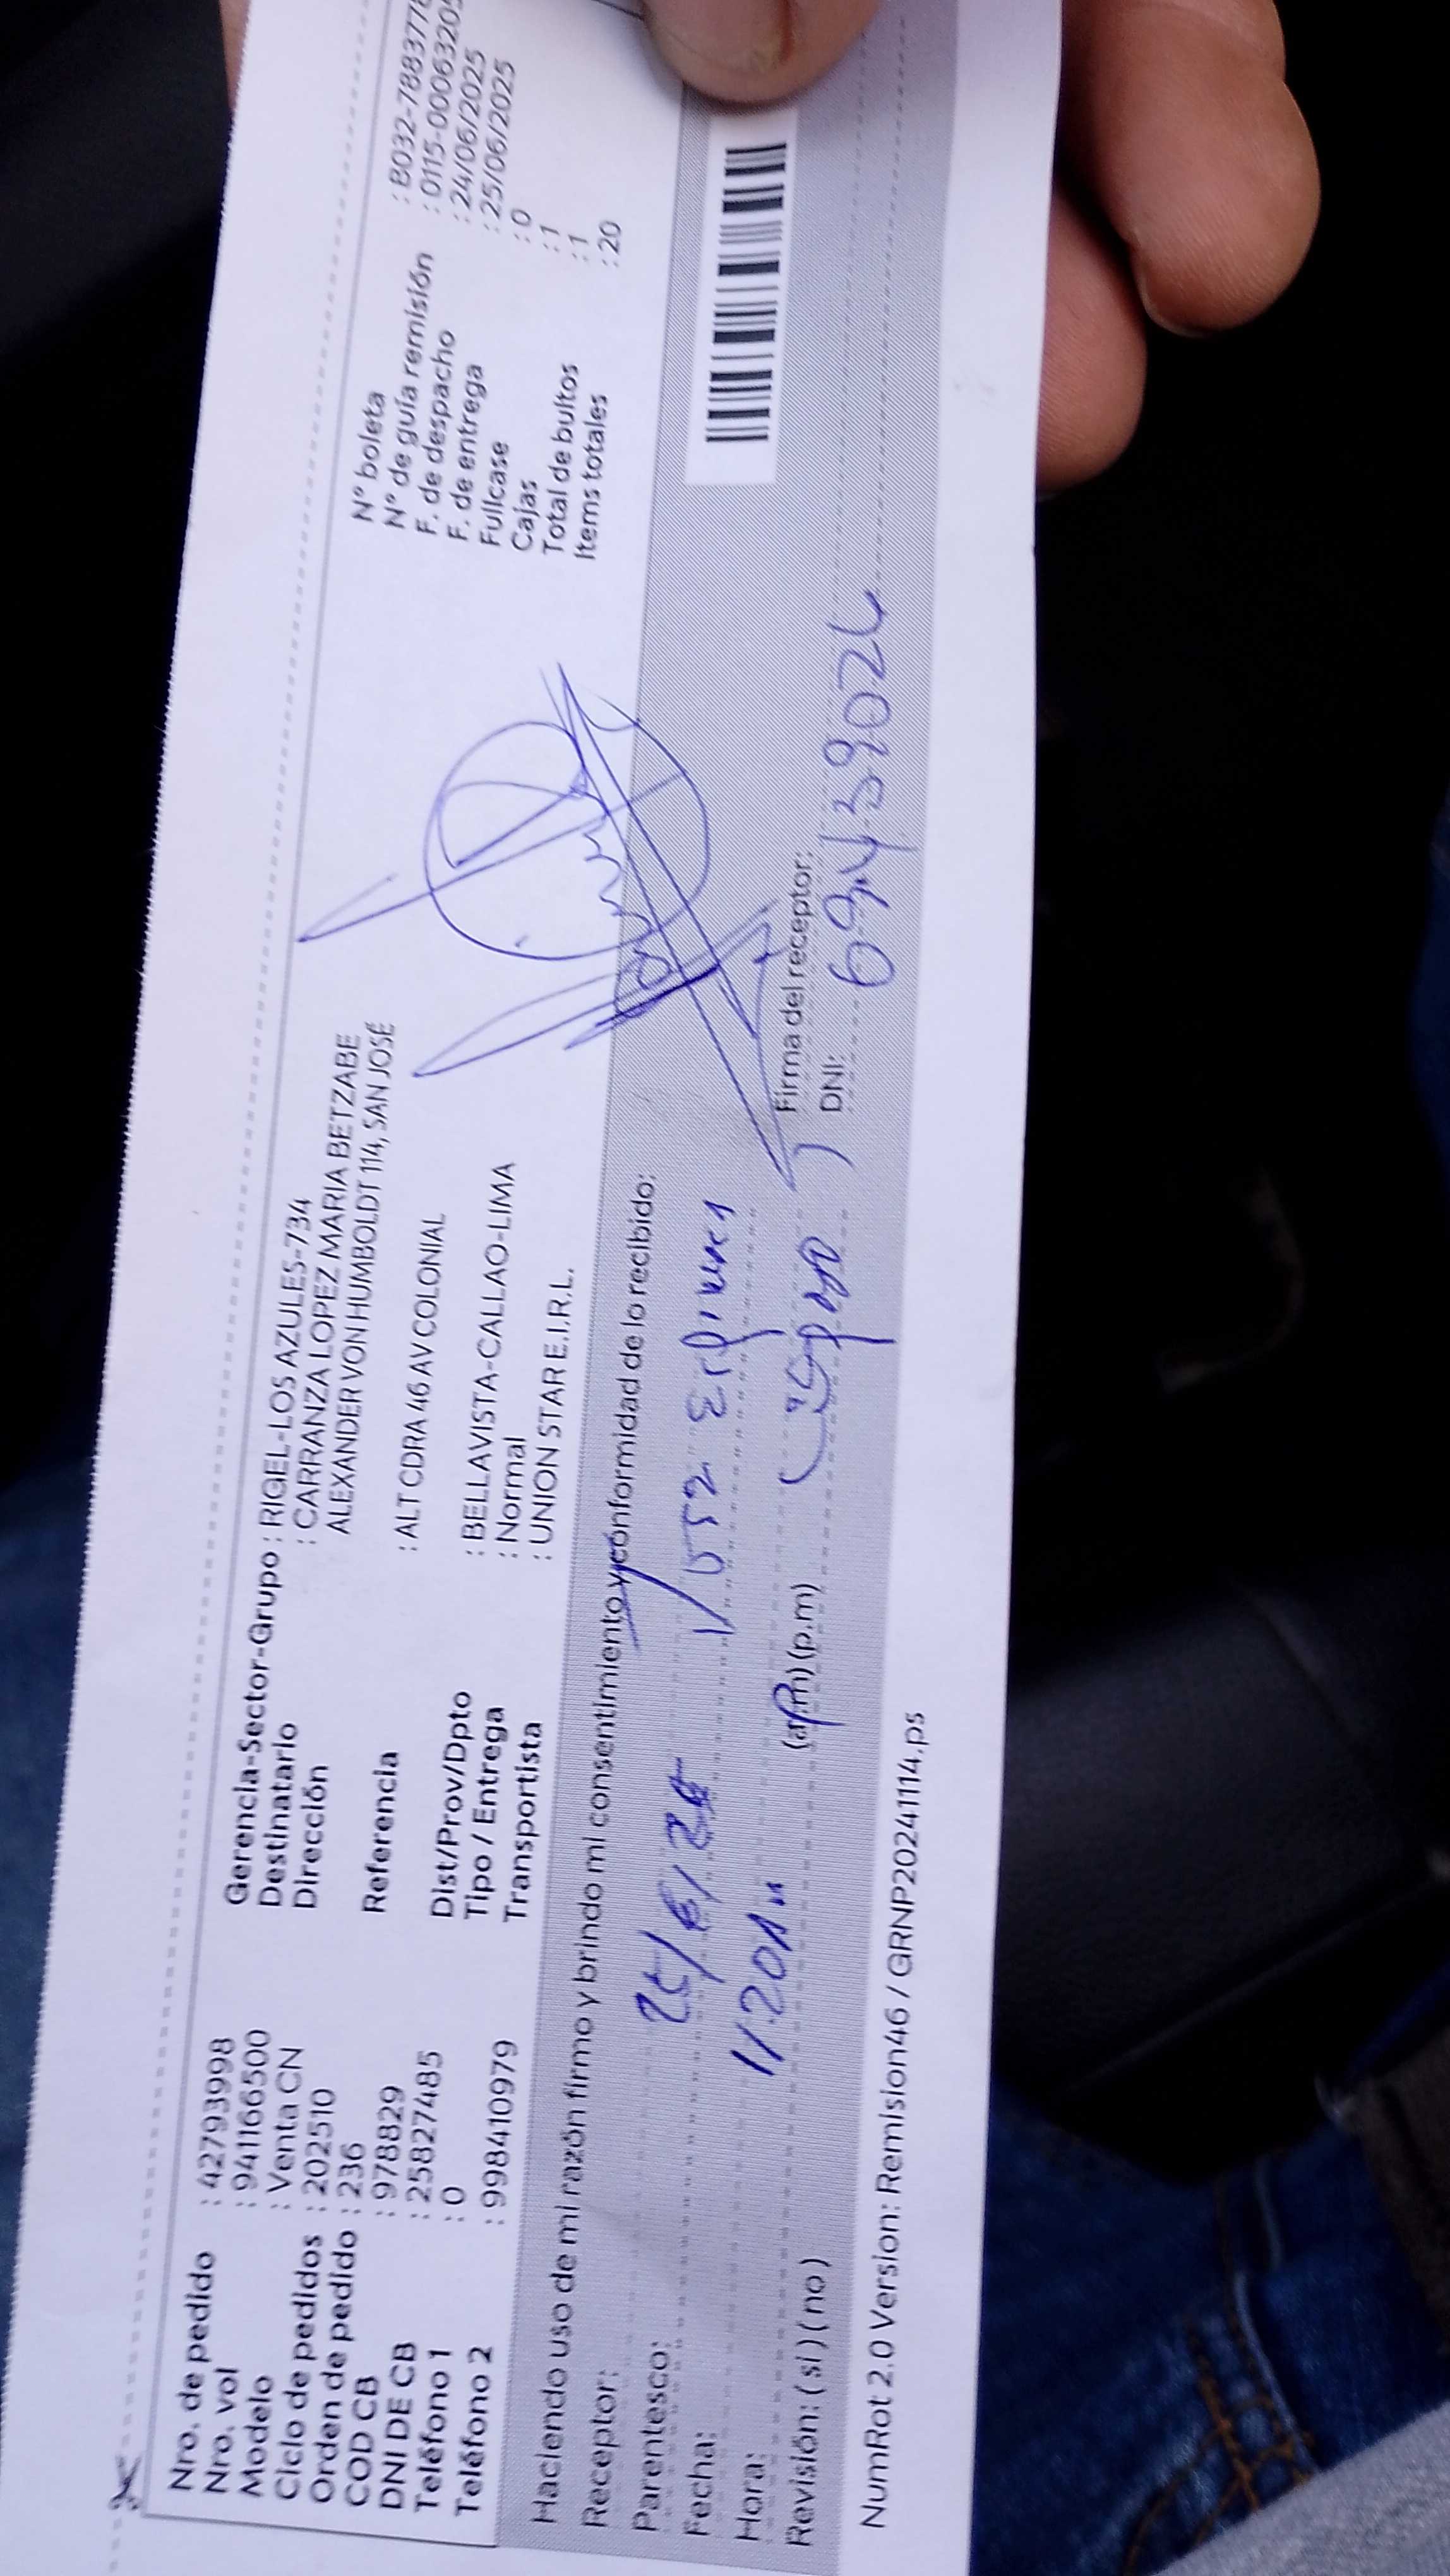 Nro. de pedido : 42793998
Nro. vol : 941166500
Modelo : Venta CN
Ciclo de pedidos : 202510
Orden de pedido : 236
COD CB : 978829
DNI DE CB : 25827485
Teléfono 1 : 0
Teléfono 2 : 998410979
Gerencia-Sector-Grupo : RIGEL-LOS AZULES-734
Destinatario : CARRANZA LOPEZ MARIA BETZABE
Dirección ALEXANDER VON HUMBOLDT 114, SAN JOSÉ
Referencia : ALT CDRA 46 AV COLONIAL
Dist/Prov/Dpto : BELLAVISTA-CALLAO-LIMA
Tipo / Entrega : Normal
Transportista : UNION STAR E.I.R.L.
N° boleta : B032-788377
N° de guía remisión : 0115-0006320
F. de despacho : 24/06/2025
F. de entrega : 25/06/2025
Fullcase : 0
Cajas : 1
Total de bultos : 1
Items totales : 20
Haciendo uso de mi razón firmo y brindo mi consentimiento y conformidad de lo recibido:
Receptor:
Parentesco:
Fecha: 25/6/25
Hora: 11:20 (a.m) (p.m)
Revisión: ( si ) ( no )
Firma del receptor:
DNI:
NumRot 2.0 Version: Remision46 / GRNP20241114.ps